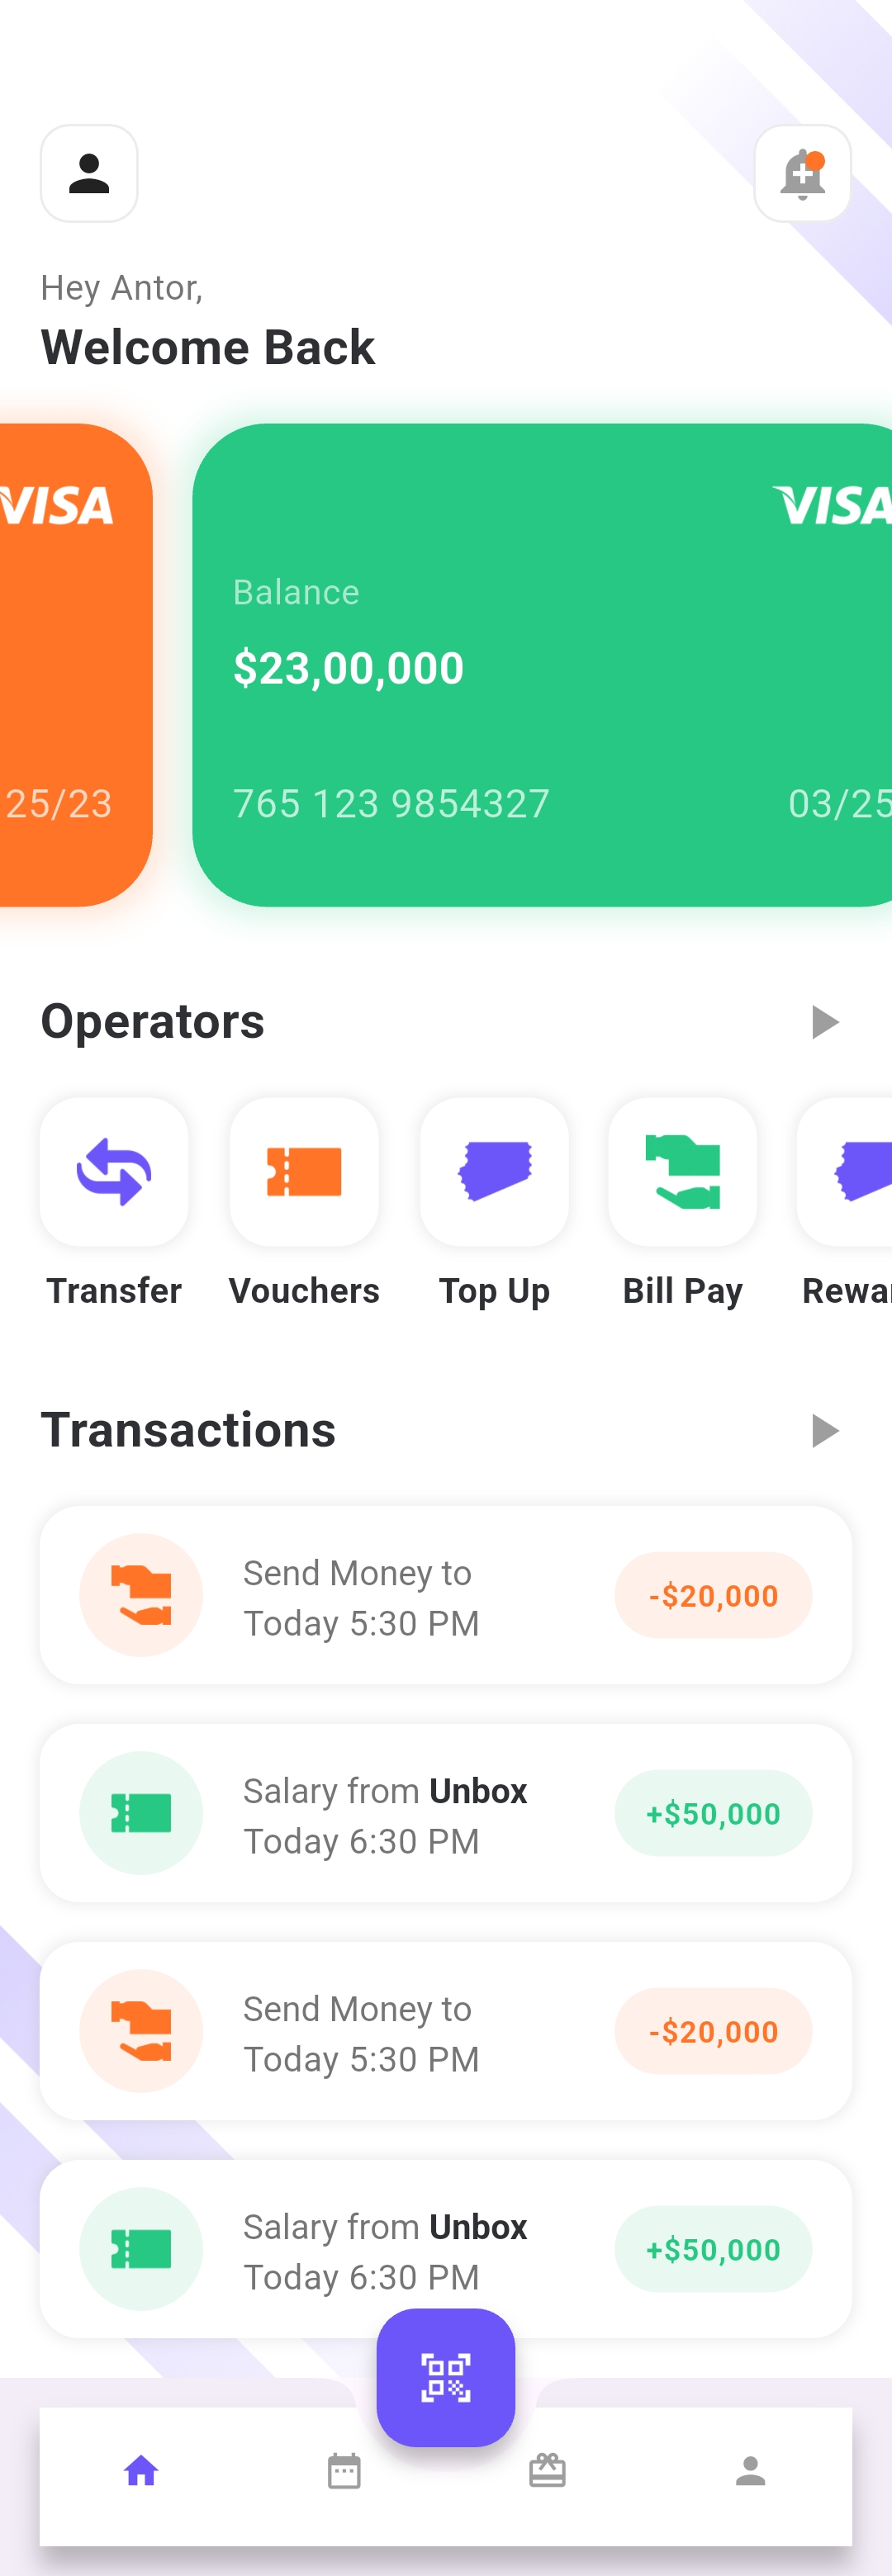 Hey Antor,
Welcome Back
VISA
VISA
Balance
$23,00,000
25/23
765 123 9854327
03/25
Operators
Transfer
Vouchers
Top Up
Bill Pay
Transactions
Send Money to
Today 5:30 PM
-$20,000
Salary from Unbox
Today 6:30 PM
+$50,000
Send Money to
Today 5:30 PM
-$20,000
Salary from Unbox
Today 6:30 PM
+$50,000